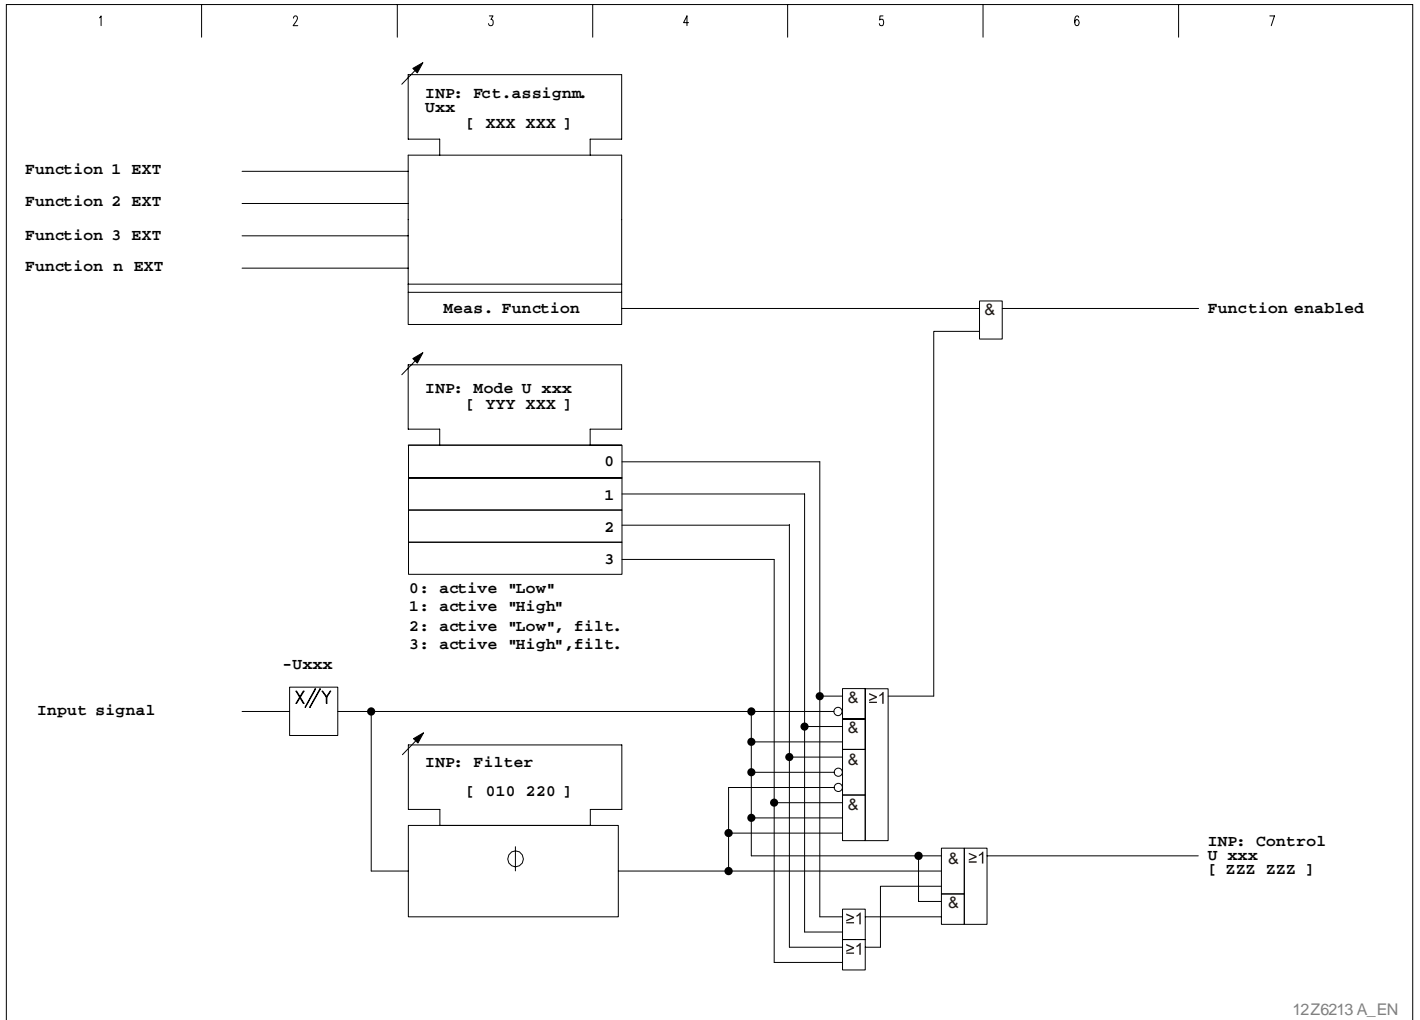 1 2 3 4 5 6 7
INP: Fct.assignm.
Uxx
[ XXX XXX ]
Function 1 EXT
Function 2 EXT
Function 3 EXT
Function n EXT
Meas. Function
&
Function enabled
INP: Mode U xxx
[ YYY XXX ]
0
1
2
3
0: active "Low"
1: active "High"
2: active "Low", filt.
3: active "High",filt.
-Uxxx
X//Y
Input signal
& ≥1
&
&
&
INP: Filter
[ 010 220 ]
ϕ
& ≥1
&
≥1
≥1
INP: Control
U xxx
[ ZZZ ZZZ ]
12Z6213 A_EN